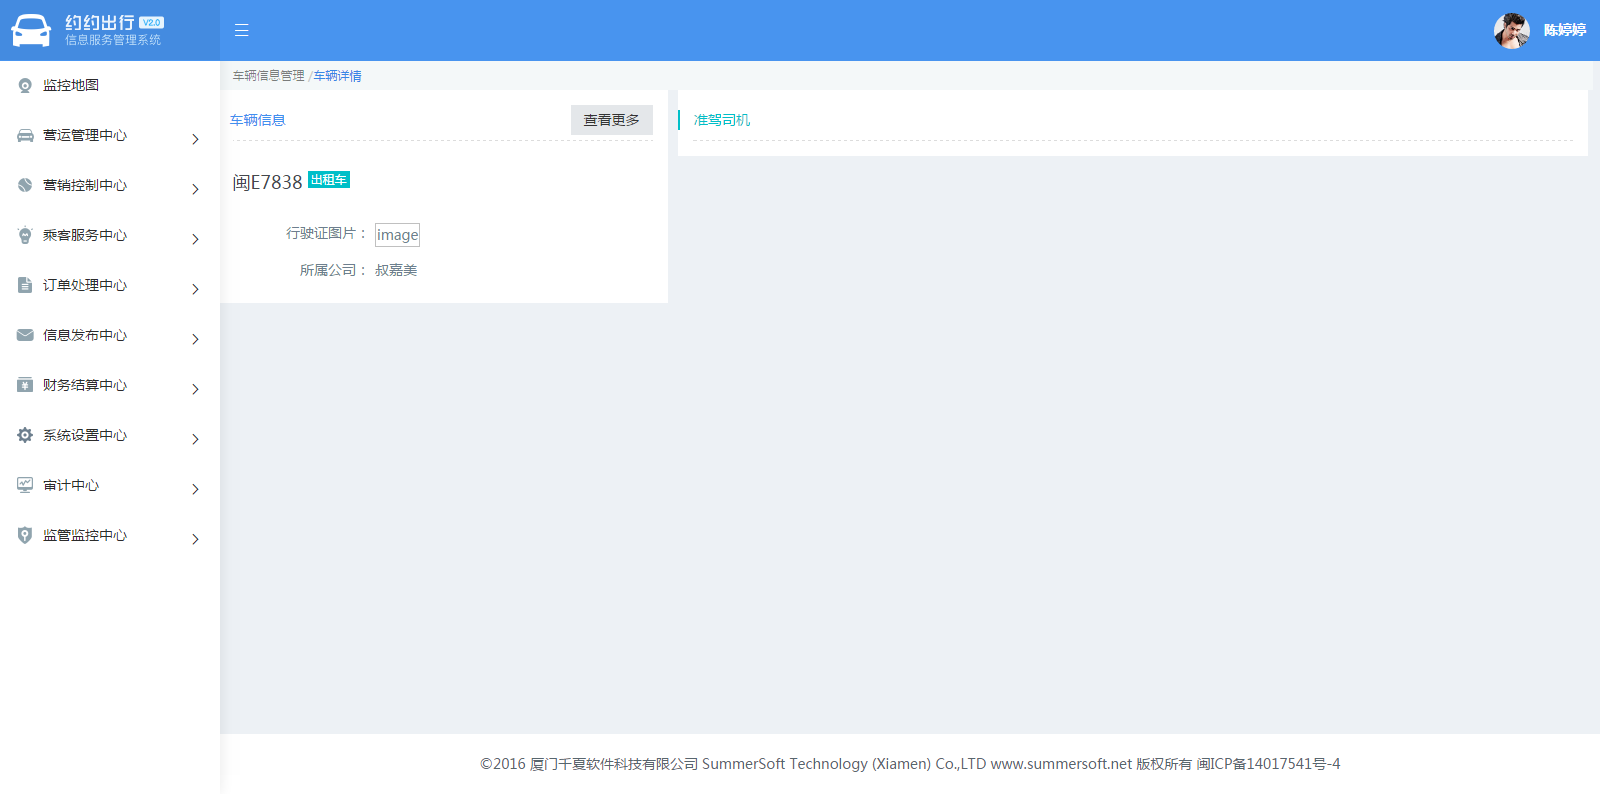 约约出行 V2.0
信息服务管理系统
陈婷婷
监控地图
营运管理中心
营销控制中心
乘客服务中心
订单处理中心
信息发布中心
财务结算中心
系统设置中心
审计中心
监管监控中心
车辆信息管理 /车辆详情
车辆信息
查看更多
闽E7838 出租车
行驶证图片： image
所属公司： 叔嘉美
准驾司机
©2016 厦门千夏软件科技有限公司 SummerSoft Technology (Xiamen) Co.,LTD www.summersoft.net 版权所有 闽ICP备14017541号-4